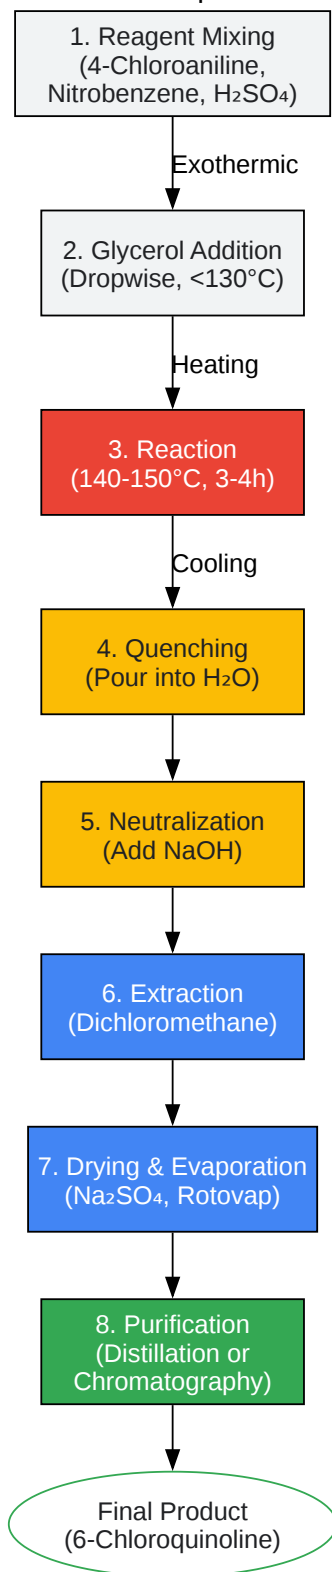 1. Reagent Mixing
(4-Chloroaniline,
Nitrobenzene, H₂SO₄)
Exothermic
2. Glycerol Addition
(Dropwise, <130°C)
Heating
3. Reaction
(140-150°C, 3-4h)
Cooling
4. Quenching
(Pour into H₂O)
5. Neutralization
(Add NaOH)
6. Extraction
(Dichloromethane)
7. Drying & Evaporation
(Na₂SO₄, Rotovap)
8. Purification
(Distillation or
Chromatography)
Final Product
(6-Chloroquinoline)